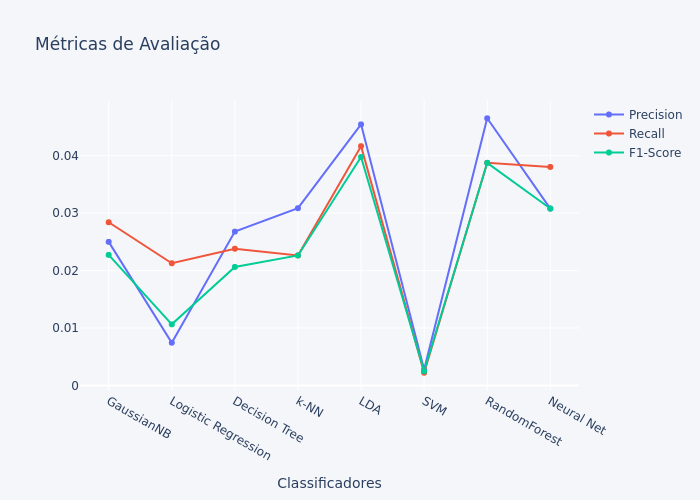 Métricas de Avaliação
Precision
Recall
F1-Score
0.04
0.03
0.02
0.01
0
GaussianNB
Logistic Regression
Decision Tree
k-NN
LDA
SVM
RandomForest
Neural Net
Classificadores